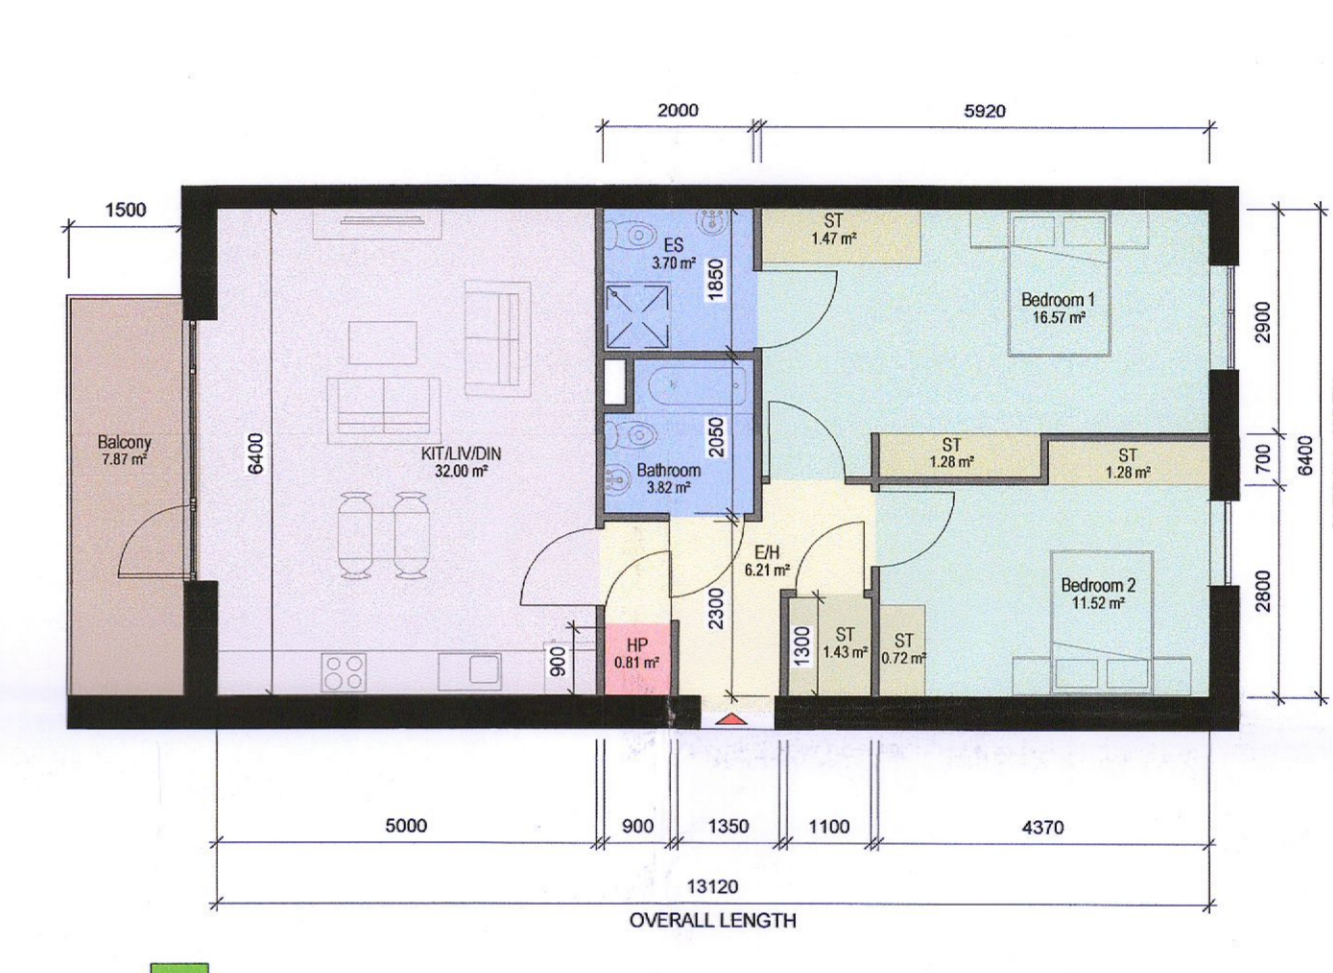 2000
5920
1500
ST
1.47 m²
ES
3.70 m²
1850
Bedroom 1
16.57 m²
2900
Balcony
7.87 m²
6400
KIT/LIV/DIN
32.00 m²
2050
Bathroom
3.82 m²
ST
1.28 m²
ST
1.28 m²
700
6400
E/H
6.21 m²
2300
Bedroom 2
11.52 m²
2800
900
HP
0.81 m²
1300
ST
1.43 m²
ST
0.72 m²
5000
900
1350
1100
4370
13120
OVERALL LENGTH